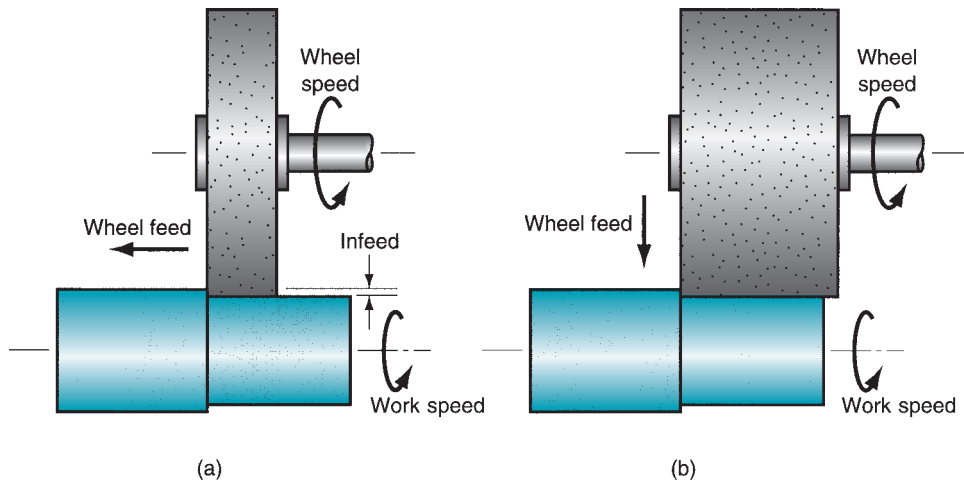 Wheel
speed
Wheel feed
Infeed
Work speed
(a)
Wheel
speed
Wheel feed
Work speed
(b)